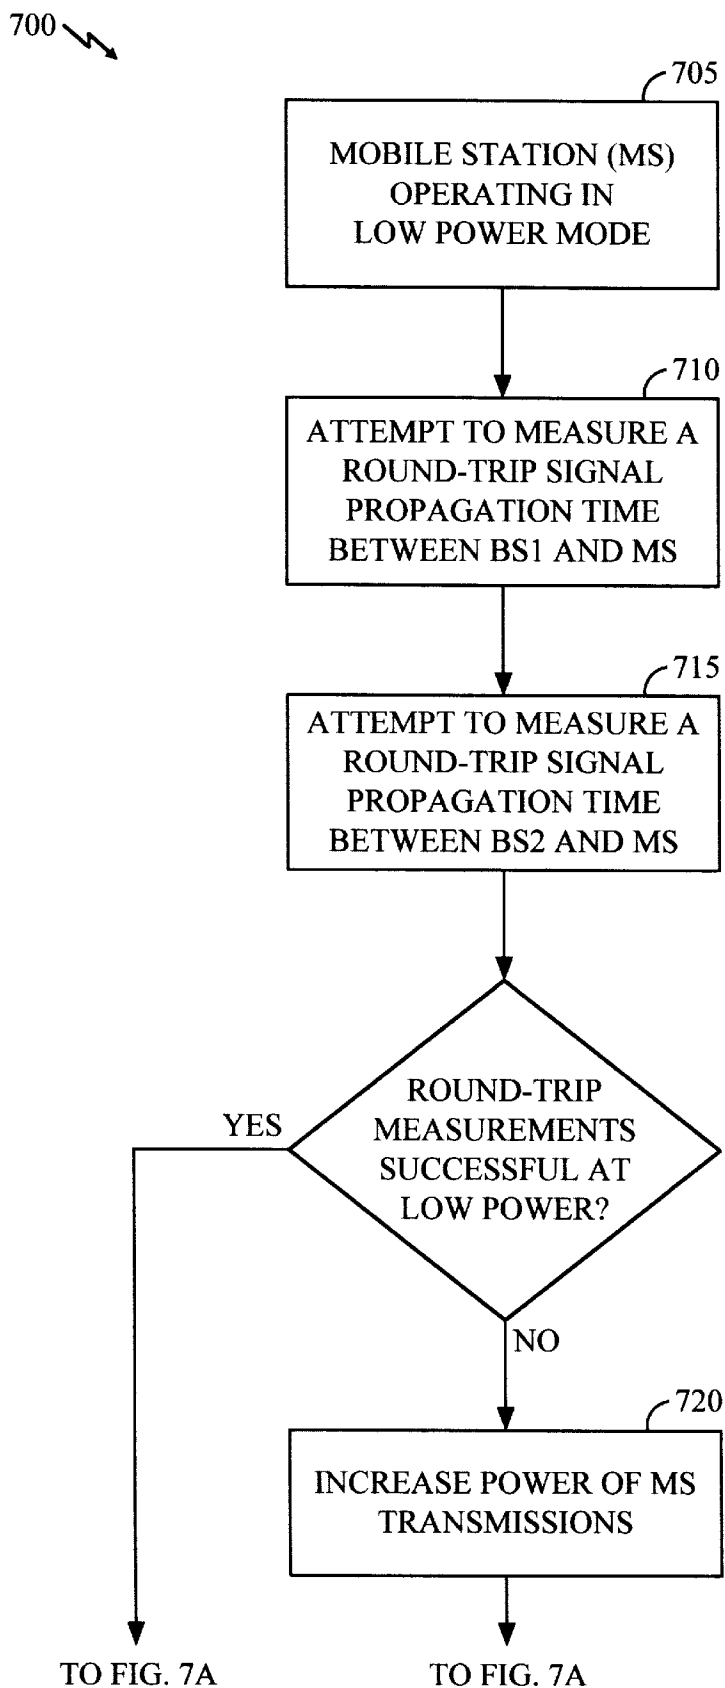 700
705
MOBILE STATION (MS)
OPERATING IN
LOW POWER MODE
710
ATTEMPT TO MEASURE A
ROUND-TRIP SIGNAL
PROPAGATION TIME
BETWEEN BS1 AND MS
715
ATTEMPT TO MEASURE A
ROUND-TRIP SIGNAL
PROPAGATION TIME
BETWEEN BS2 AND MS
ROUND-TRIP
MEASUREMENTS
SUCCESSFUL AT
LOW POWER?
YES
NO
720
INCREASE POWER OF MS
TRANSMISSIONS
TO FIG. 7A
TO FIG. 7A